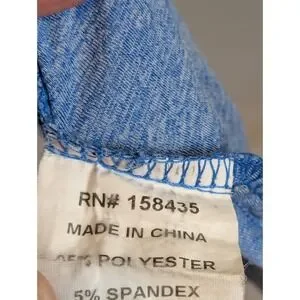 RN# 158435
MADE IN CHINA
POLYESTER
5% SPANDEX